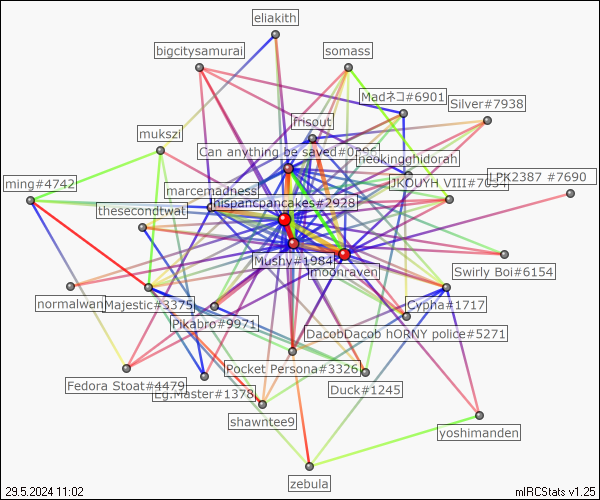 eliakith
bigcitysamurai
somass
Madネコ#6901
Silver#7938
frisout
mukszi
Can anything be saved#0896
neokinghidorah
ming#4742
marcemadness
JKOUYH VIII#7034
LPK2387 #7690
thesecondtwat
hispancpancakes#2928
Mushy#1984
moonraven
Swirly Boi#6154
normalwan
Majestic#3375
Cypha#1717
Pikabro#9971
DacobDacob hORNY police#5271
Pocket Persona#3326
Fedora Stoat#4479
Eg.Master#1378
Duck#1245
shawntee9
yoshimanden
zebula
29.5.2024 11:02
mIRCStats v1.25